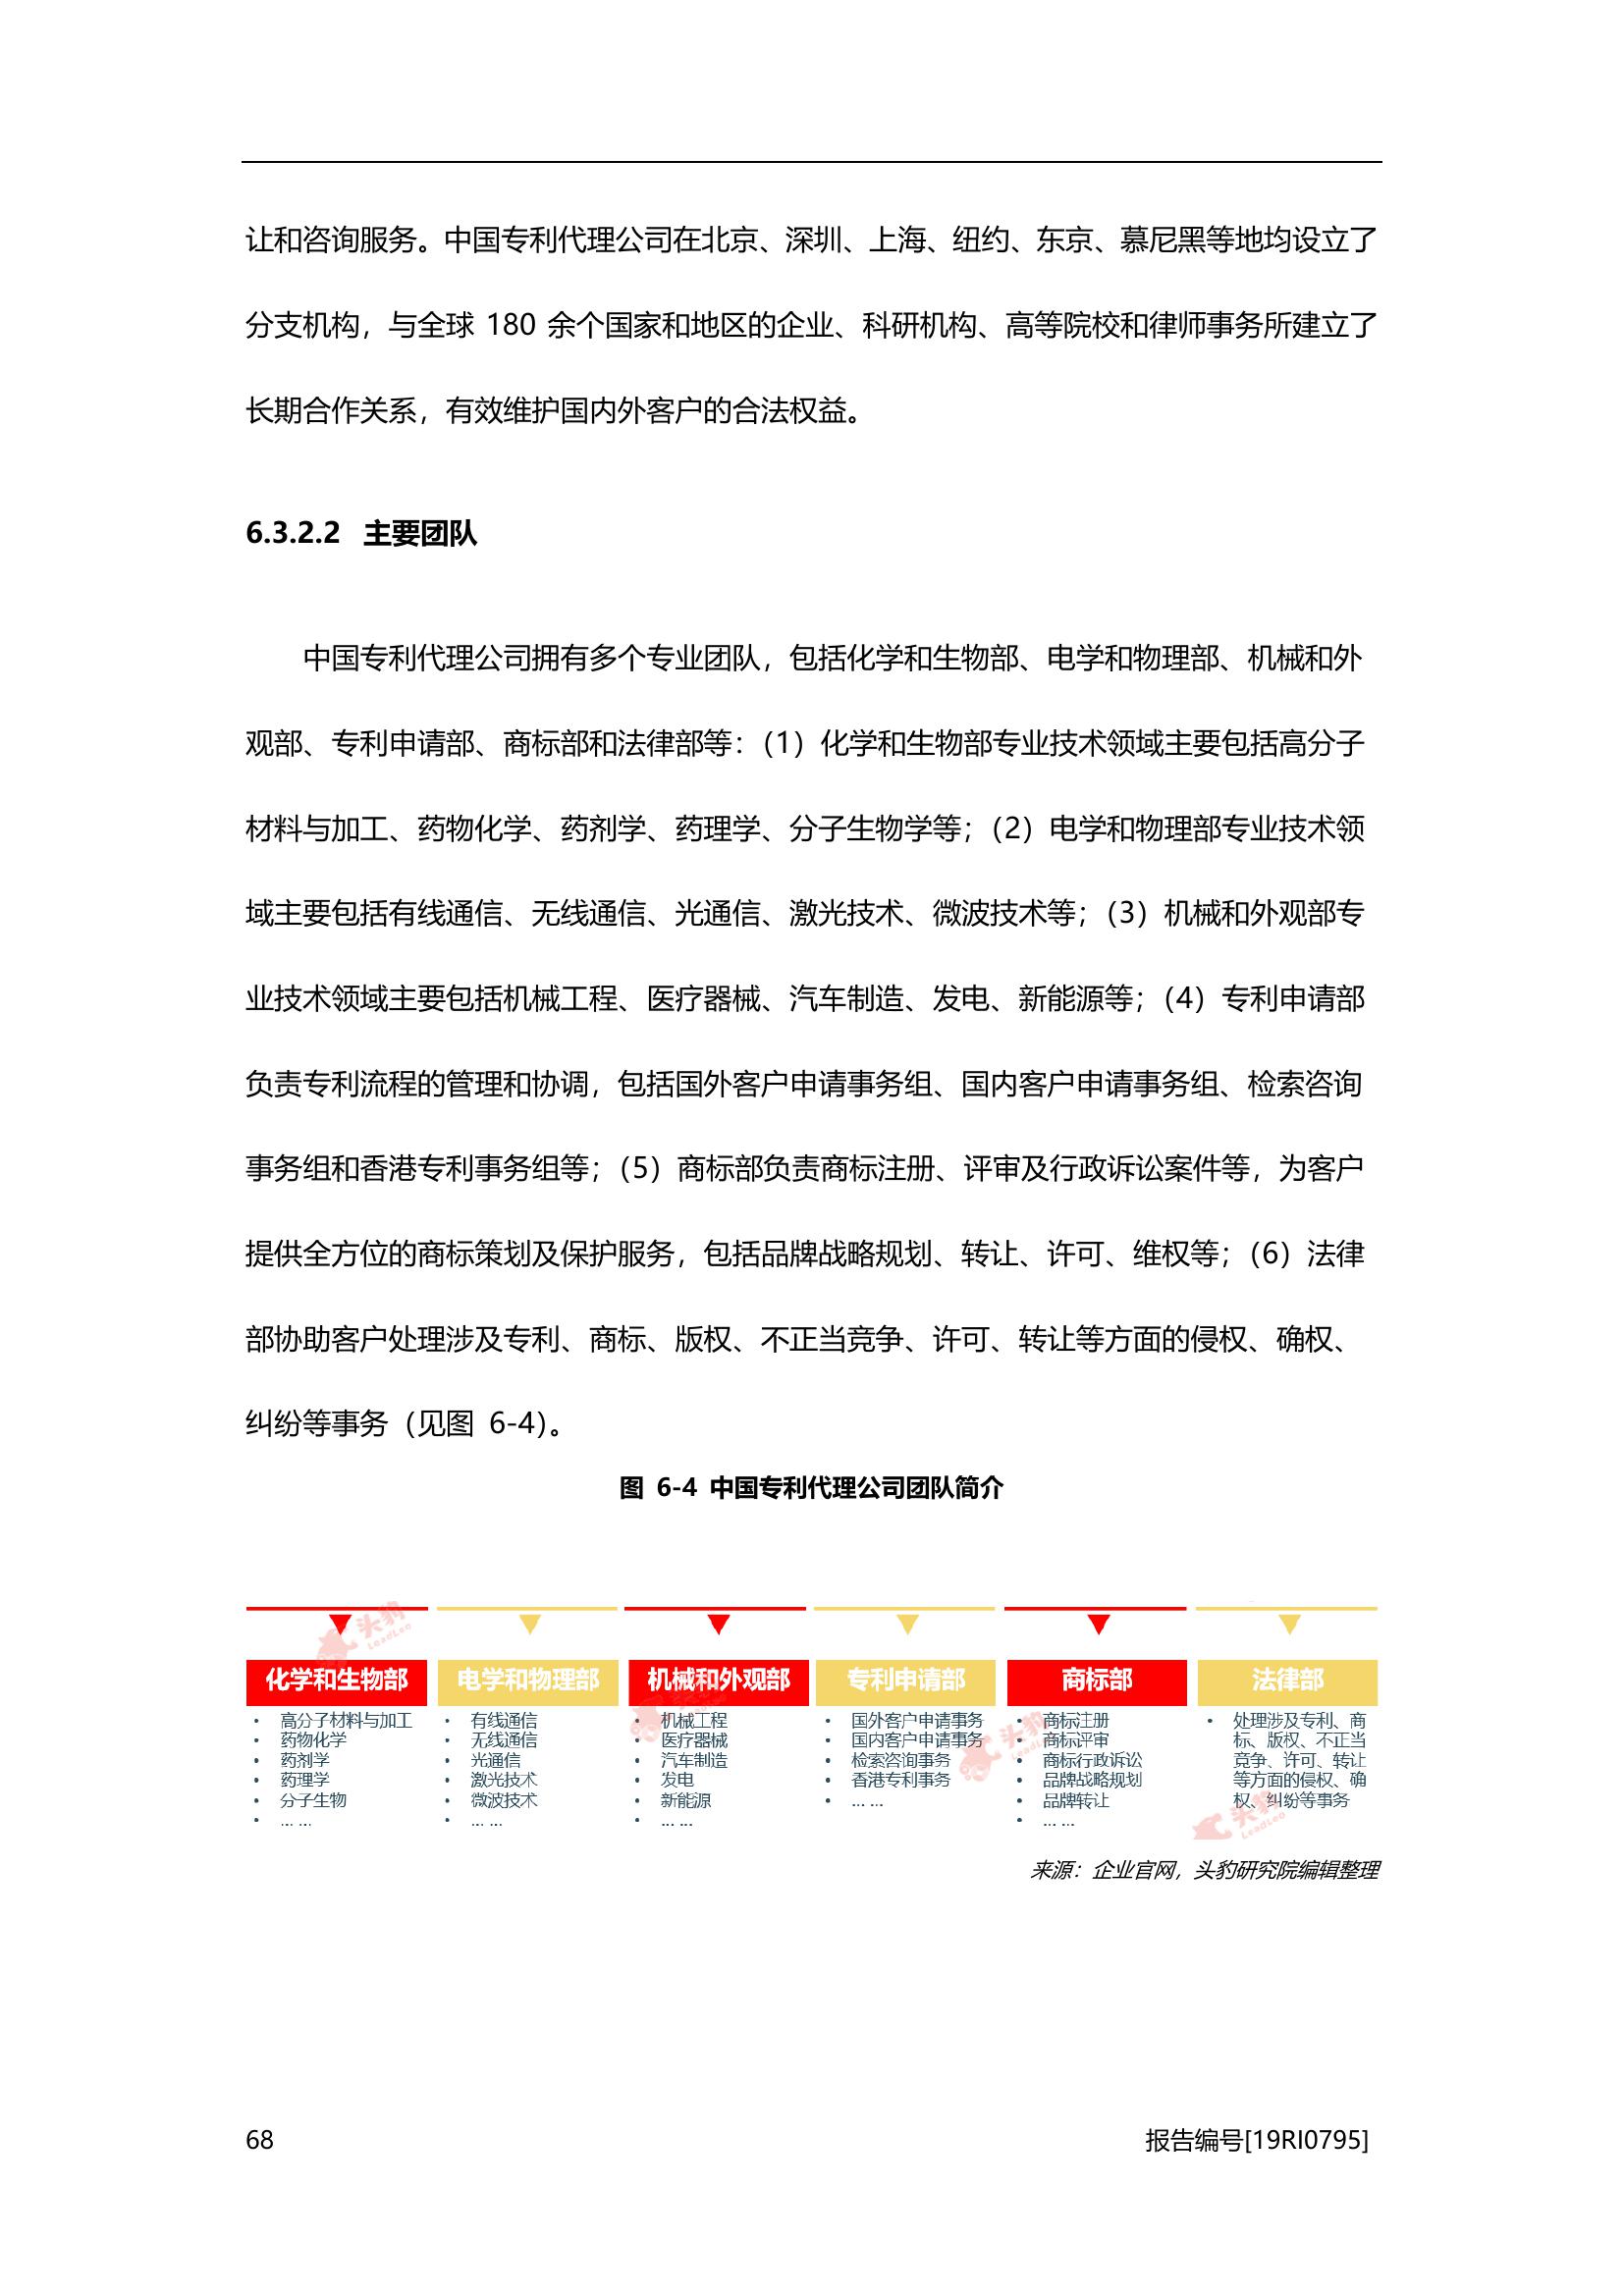 让和咨询服务。中国专利代理公司在北京、深圳、上海、纽约、东京、慕尼黑等地均设立了
分支机构，与全球 180 余个国家和地区的企业、科研机构、高等院校和律师事务所建立了
长期合作关系，有效维护国内外客户的合法权益。
6.3.2.2 主要团队
中国专利代理公司拥有多个专业团队，包括化学和生物部、电学和物理部、机械和外
观部、专利申请部、商标部和法律部等：（1）化学和生物部专业技术领域主要包括高分子
材料与加工、药物化学、药剂学、药理学、分子生物学等；（2）电学和物理部专业技术领
域主要包括有线通信、无线通信、光通信、激光技术、微波技术等；（3）机械和外观部专
业技术领域主要包括机械工程、医疗器械、汽车制造、发电、新能源等；（4）专利申请部
负责专利流程的管理和协调，包括国外客户申请事务组、国内客户申请事务组、检索咨询
事务组和香港专利事务组等；（5）商标部负责商标注册、评审及行政诉讼案件等，为客户
提供全方位的商标策划及保护服务，包括品牌战略规划、转让、许可、维权等；（6）法律
部协助客户处理涉及专利、商标、版权、不正当竞争、许可、转让等方面的侵权、确权、
纠纷等事务（见图 6-4）。
图 6-4 中国专利代理公司团队简介
化学和生物部
• 高分子材料与加工
• 药物化学
• 药剂学
• 药理学
• 分子生物
• … …
电学和物理部
• 有线通信
• 无线通信
• 光通信
• 激光技术
• 微波技术
• … …
机械和外观部
• 机械工程
• 医疗器械
• 汽车制造
• 发电
• 新能源
• … …
专利申请部
• 国外客户申请事务
• 国内客户申请事务
• 检索咨询事务
• 香港专利事务
• … …
商标部
• 商标注册
• 商标评审
• 商标行政诉讼
• 品牌战略规划
• 品牌转让
• … …
法律部
• 处理涉及专利、商
标、版权、不正当
竞争、许可、转让
等方面的侵权、确
权、纠纷等事务
头豹
LeadLeo
头豹
头豹
LeadLeo
头豹
LeadLeo
来源：企业官网，头豹研究院编辑整理
68
报告编号[19RI0795]